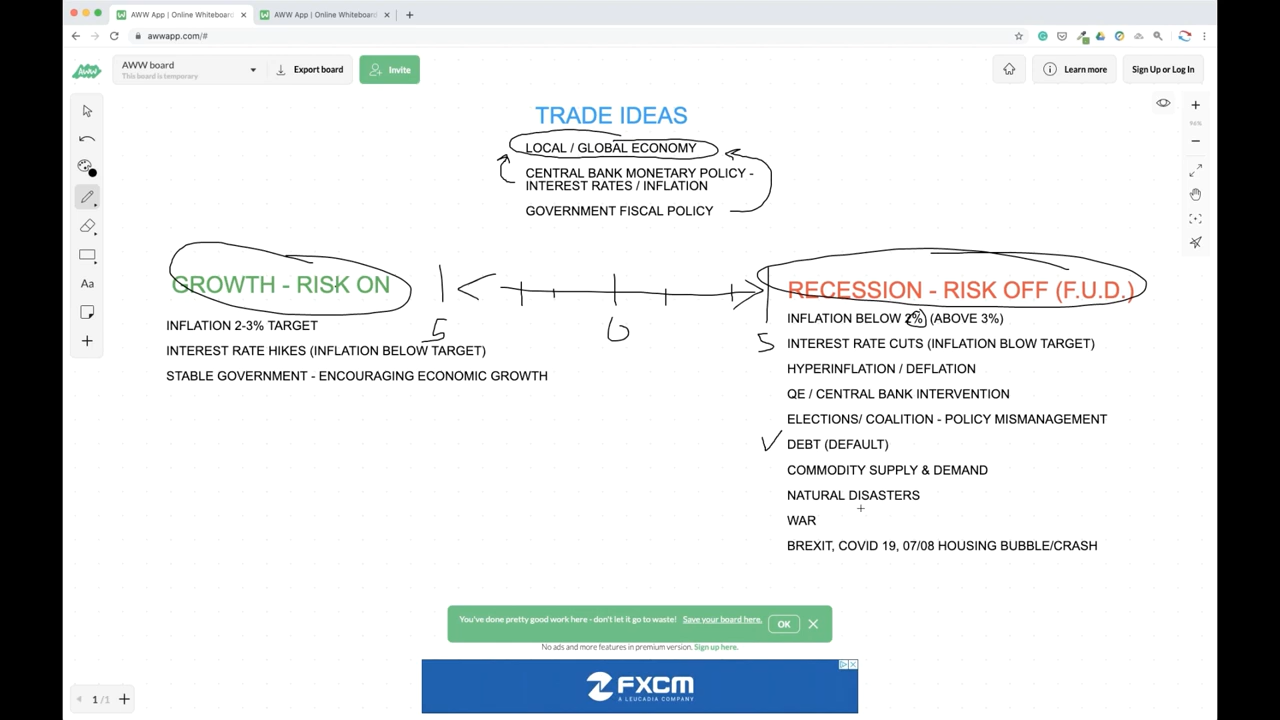 AWW App | Online Whiteboard
AWW App | Online Whiteboard
awwapp.com/#
AWW
AWW board
This board is temporary
Export board
Invite
Learn more
Sign Up or Log In
TRADE IDEAS
LOCAL / GLOBAL ECONOMY
CENTRAL BANK MONETARY POLICY -
INTEREST RATES / INFLATION
GOVERNMENT FISCAL POLICY
GROWTH - RISK ON
INFLATION 2-3% TARGET
INTEREST RATE HIKES (INFLATION BELOW TARGET)
STABLE GOVERNMENT - ENCOURAGING ECONOMIC GROWTH
5
0
5
RECESSION - RISK OFF (F.U.D.)
INFLATION BELOW 2% (ABOVE 3%)
INTEREST RATE CUTS (INFLATION BLOW TARGET)
HYPERINFLATION / DEFLATION
QE / CENTRAL BANK INTERVENTION
ELECTIONS/ COALITION - POLICY MISMANAGEMENT
DEBT (DEFAULT)
COMMODITY SUPPLY & DEMAND
NATURAL DISASTERS
WAR
BREXIT, COVID 19, 07/08 HOUSING BUBBLE/CRASH
Aa
You've done pretty good work here - don't let it go to waste! Save your board here.
OK
No ads and more features in premium version. Sign up here.
FXCM
A LEUCADIA COMPANY
1 / 1